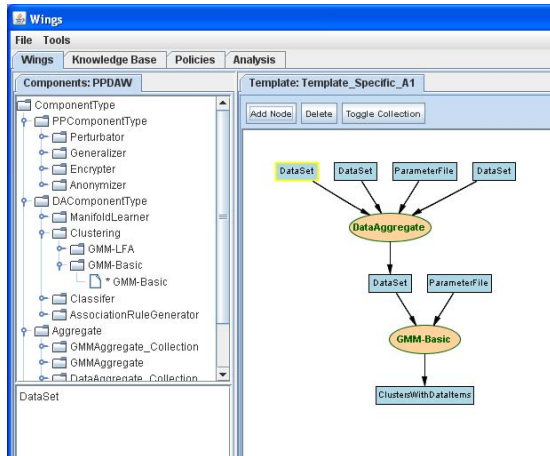 Wings
File Tools
Wings Knowledge Base Policies Analysis
Components: PPDAW
ComponentType
PPComponentType
Perturbator
Generalizer
Encrypter
Anonymizer
DAComponentType
ManifoldLearner
Clustering
GMM-LFA
GMM-Basic
* GMM-Basic
Classifer
AssociationRuleGenerator
Aggregate
GMMAggregate_Collection
GMMAggregate
DataAggregate_Collection
DataSet
Template: Template_Specific_A1
Add Node Delete Toggle Collection
DataSet DataSet ParameterFile DataSet
DataAggregate
DataSet ParameterFile
GMM-Basic
ClustersWithDataItems